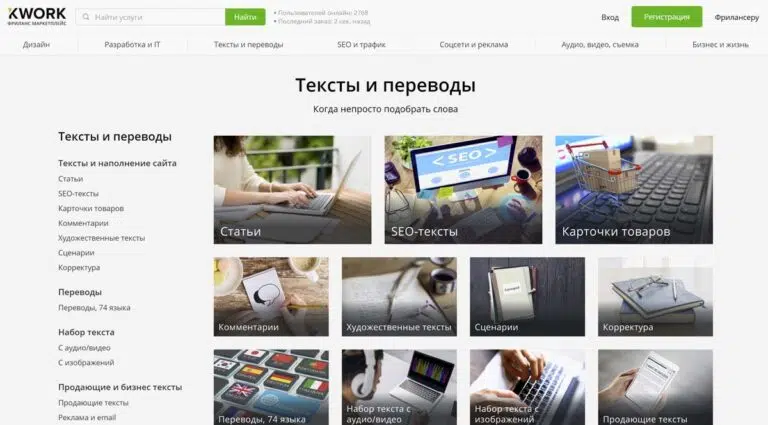 KWORK
ФРИЛАНС МАРКЕТПЛЕЙС
Найти услуги
Найти
Пользователей онлайн: 2768
Последний заказ: 2 сек. назад
Вход
Регистрация
Фрилансеру
Дизайн
Разработка и IT
Тексты и переводы
SEO и трафик
Соцсети и реклама
Аудио, видео, съемка
Бизнес и жизнь
Тексты и переводы
Когда непросто подобрать слова
Тексты и переводы
Тексты и наполнение сайта
Статьи
SEO-тексты
Карточки товаров
Комментарии
Художественные тексты
Сценарии
Корректура
Переводы
Переводы, 74 языка
Набор текста
С аудио/видео
С изображений
Продающие и бизнес тексты
Продающие тексты
Реклама и email
Статьи
< SEO >
SEO-тексты
Карточки товаров
Комментарии
Художественные тексты
Сценарии
Корректура
Переводы, 74 языка
Набор текста с
аудио/видео
Набор текста с
изображений
Продающие тексты